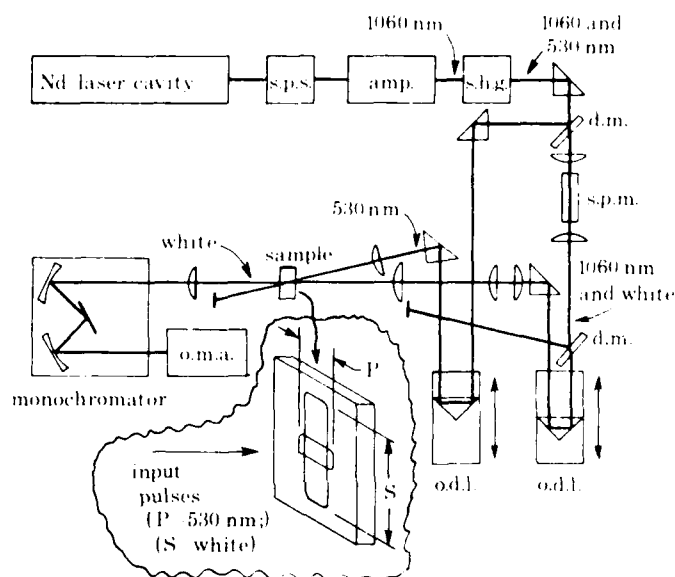 1060 nm
1060 and
530 nm
Nd laser cavity
s.p.s.
amp.
s.h.g.
d.m.
s.p.m.
530 nm
white
sample
1060 nm
and white
d.m.
o.m.a.
monochromator
P
S
input
pulses
(P 530 nm;)
(S white)
o.d.l.
o.d.l.